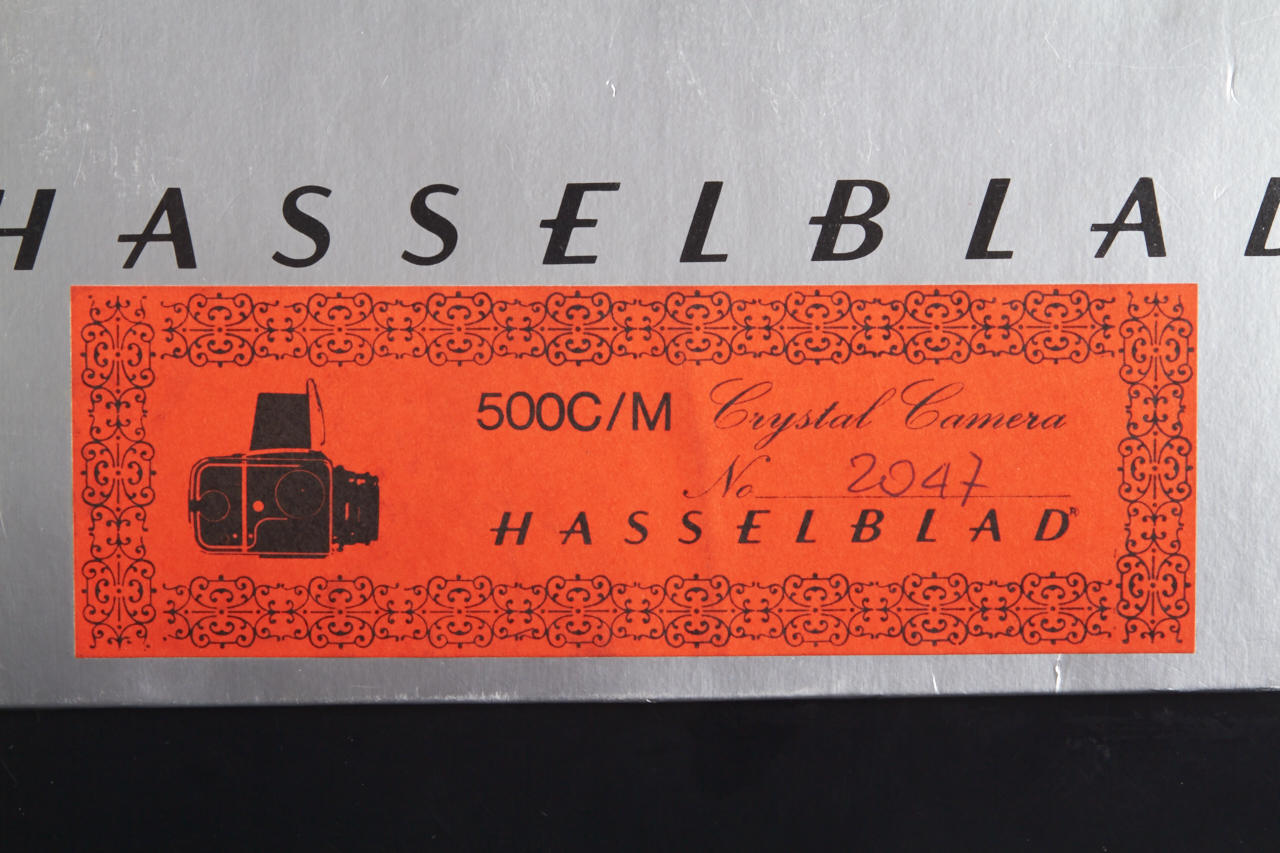 HASSELBLAD
500C/M Crystal Camera
No 2047
HASSELBLAD®